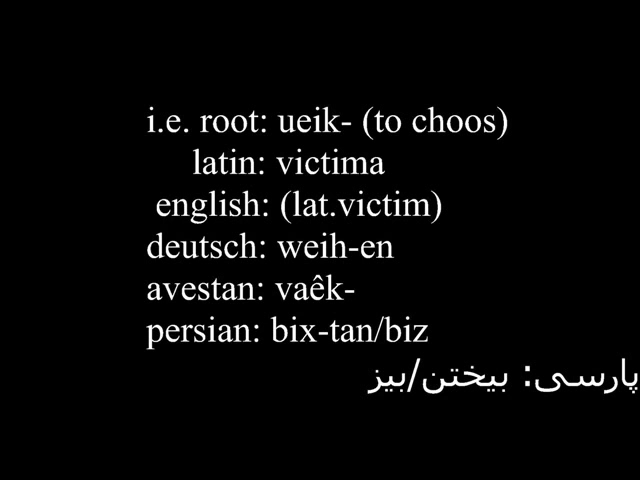 i.e. root: ueik- (to choos)
latin: victima
english: (lat.victim)
deutsch: weih-en
avestan: vaêk-
persian: bix-tan/biz
پارسی: بیختن/بیز